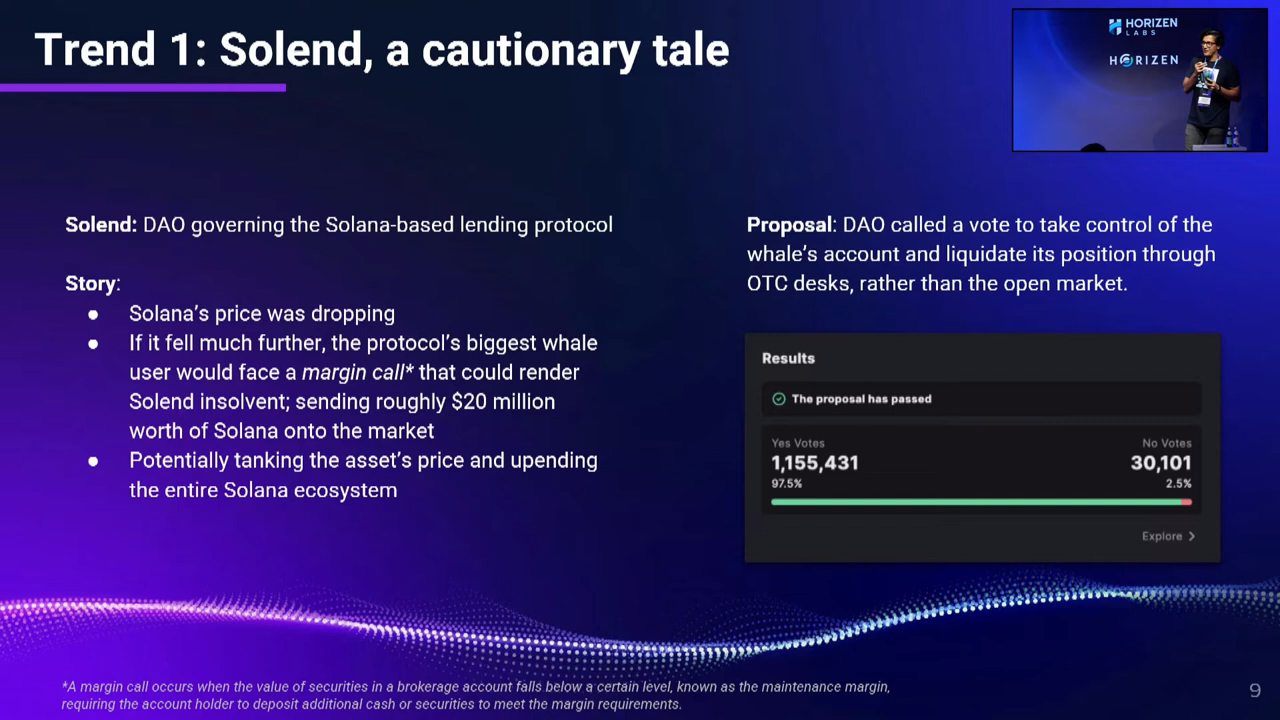 Trend 1: Solend, a cautionary tale
HORIZEN
LABS
HORIZEN
Solend: DAO governing the Solana-based lending protocol
Story:
● Solana's price was dropping
● If it fell much further, the protocol's biggest whale
user would face a margin call* that could render
Solend insolvent; sending roughly $20 million
worth of Solana onto the market
● Potentially tanking the asset's price and upending
the entire Solana ecosystem
Proposal: DAO called a vote to take control of the
whale's account and liquidate its position through
OTC desks, rather than the open market.
Results
The proposal has passed
Yes Votes No Votes
1,155,431 30,101
97.5% 2.5%
Explore >
*A margin call occurs when the value of securities in a brokerage account falls below a certain level, known as the maintenance margin,
requiring the account holder to deposit additional cash or securities to meet the margin requirements.
9